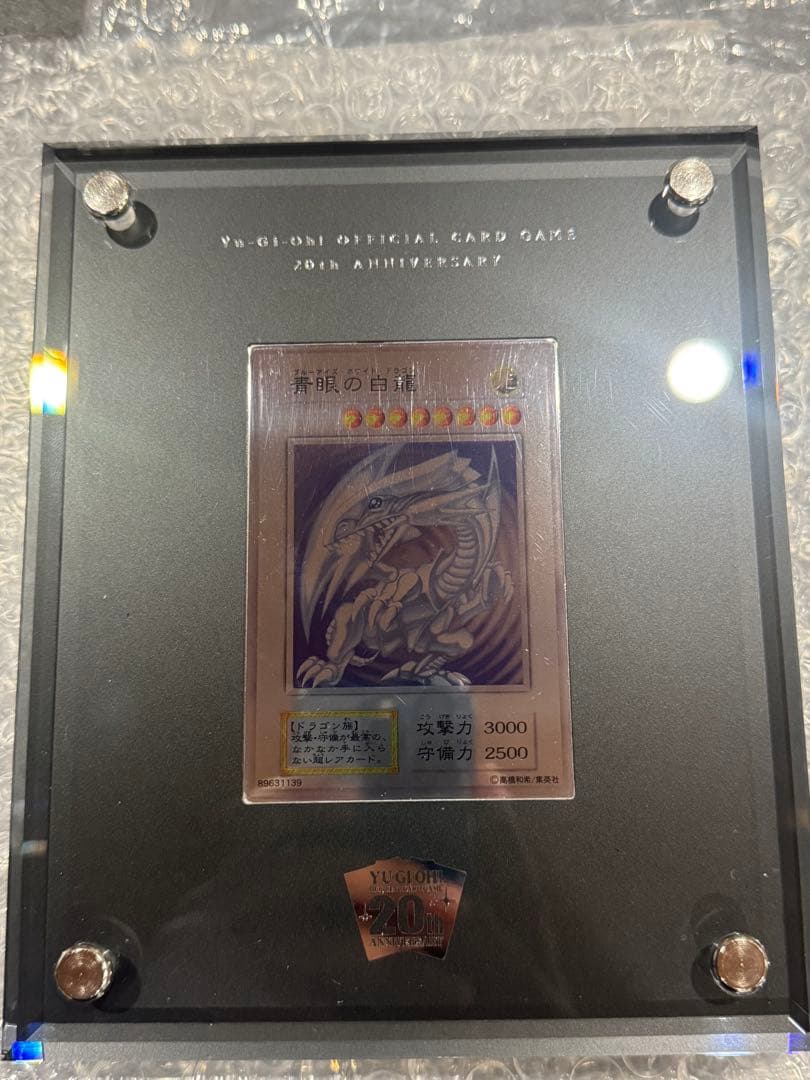 Yu-Gi-Oh! OFFICIAL CARD GAME
20th ANNIVERSARY
ブルーアイズ・ホワイト・ドラゴン
青眼の白龍
【ドラゴン族】
攻撃・守備が最高の、
なかなか手に入ら
ない超レアカード。
こう げき りょく
攻撃力 3000
しゅ び りょく
守備力 2500
89631139
©高橋和希/集英社
YU-GI-OH!
OFFICIAL CARD GAME
20th
ANNIVERSARY